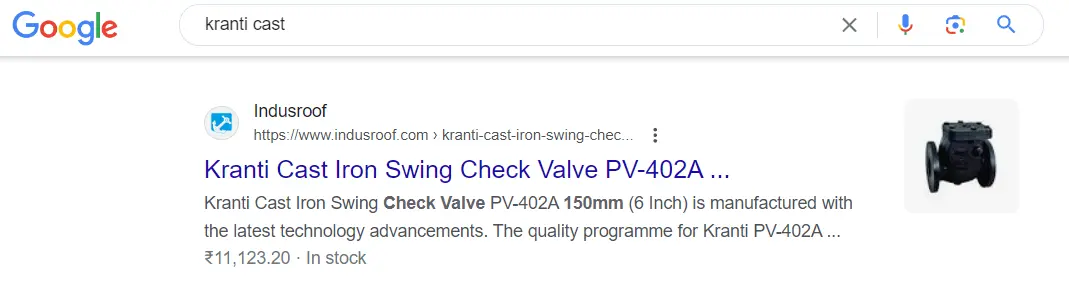 Google
kranti cast
Indusroof
https://www.indusroof.com › kranti-cast-iron-swing-chec...
Kranti Cast Iron Swing Check Valve PV-402A ...
Kranti Cast Iron Swing Check Valve PV-402A 150mm (6 Inch) is manufactured with
the latest technology advancements. The quality programme for Kranti PV-402A ...
₹11,123.20 · In stock